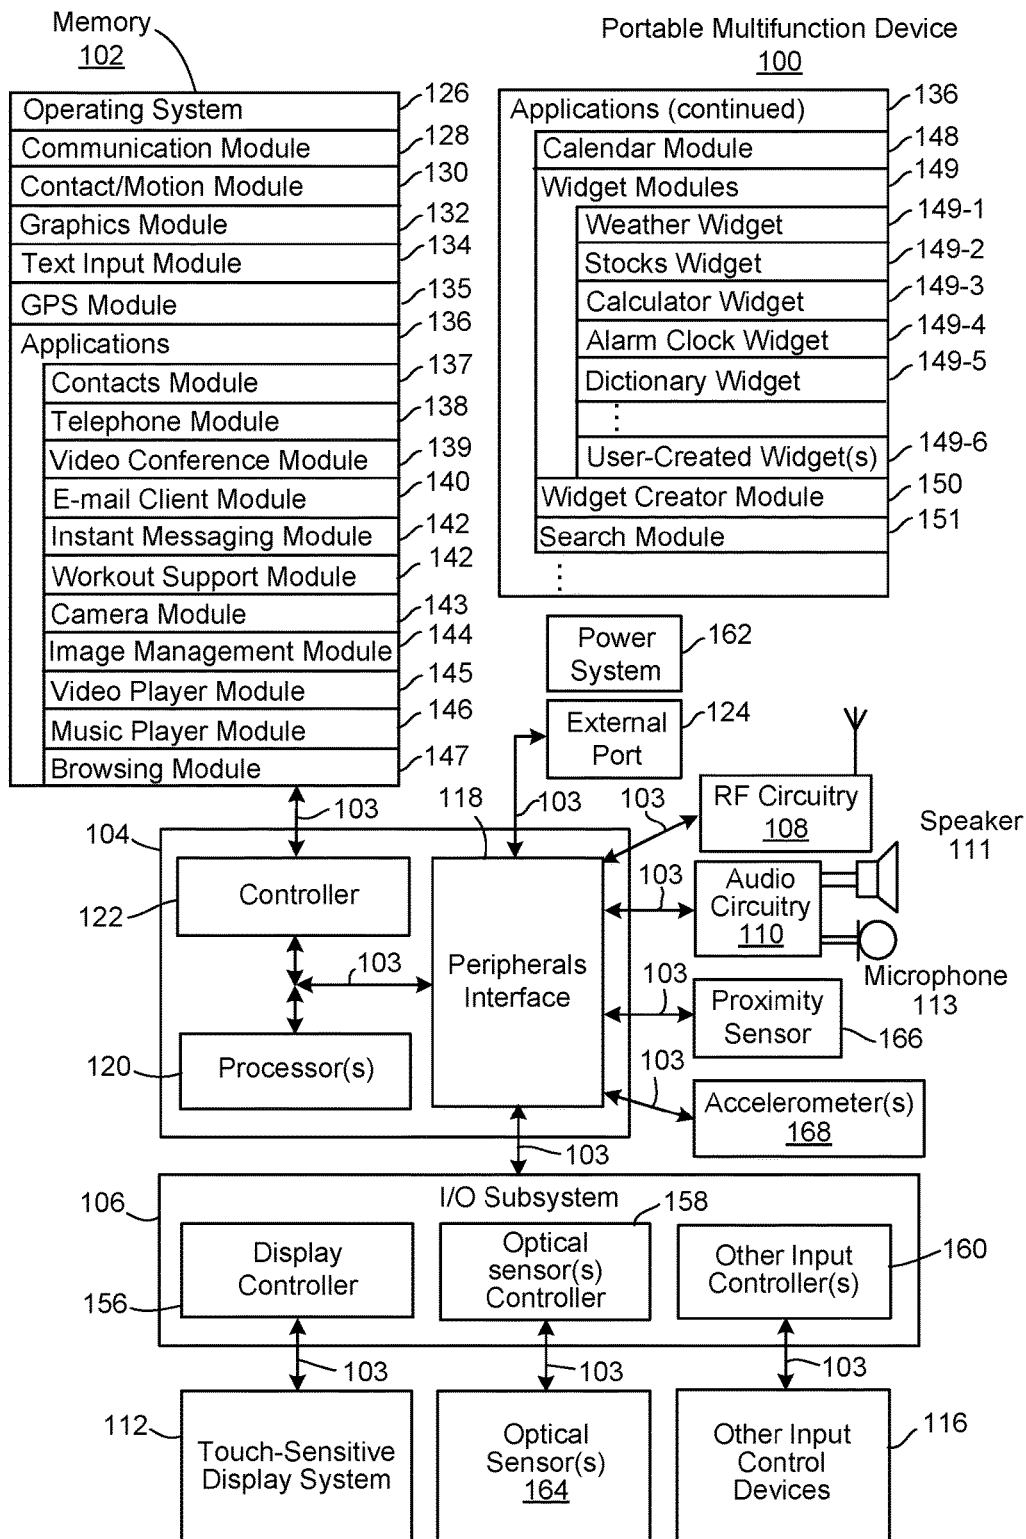 Memory
102
Operating System
126
Communication Module
128
Contact/Motion Module
130
Graphics Module
132
Text Input Module
134
GPS Module
135
Applications
136
Contacts Module
137
Telephone Module
138
Video Conference Module
139
E-mail Client Module
140
Instant Messaging Module
142
Workout Support Module
142
Camera Module
143
Image Management Module
144
Video Player Module
145
Music Player Module
146
Browsing Module
147
Portable Multifunction Device
100
Applications (continued)
136
Calendar Module
148
Widget Modules
149
Weather Widget
149-1
Stocks Widget
149-2
Calculator Widget
149-3
Alarm Clock Widget
149-4
Dictionary Widget
149-5
User-Created Widget(s)
149-6
Widget Creator Module
150
Search Module
151
Power
System
162
External
Port
124
103
118
103
103
RF Circuitry
108
Speaker
111
104
Controller
122
103
Audio
Circuitry
110
Microphone
113
103
Peripherals
Interface
103
Proximity
Sensor
166
Processor(s)
120
103
Accelerometer(s)
168
103
I/O Subsystem
106
Display
Controller
156
158
Optical
sensor(s)
Controller
Other Input
Controller(s)
160
103
103
103
112
Touch-Sensitive
Display System
Optical
Sensor(s)
164
Other Input
Control
Devices
116